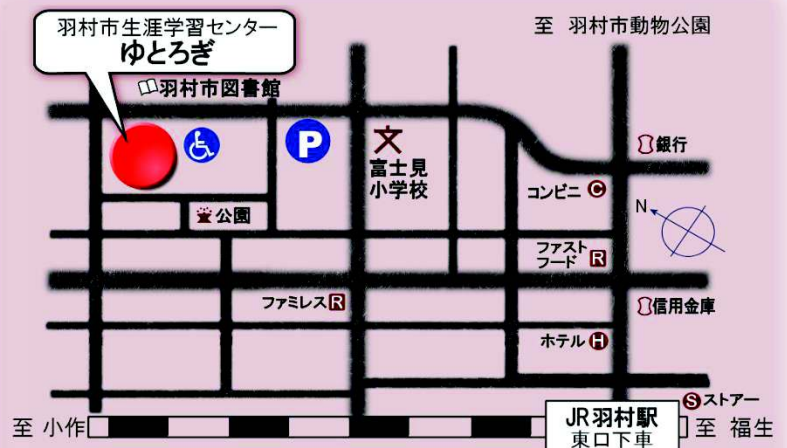 羽村市生涯学習センター
ゆとろぎ
至 羽村市動物公園
羽村市図書館
P
文
富士見
小学校
銀行
コンビニ C
N
公園
ファスト
フード R
ファミレス R
信用金庫
ホテル H
S ストアー
至 小作
JR羽村駅
東口下車
至 福生